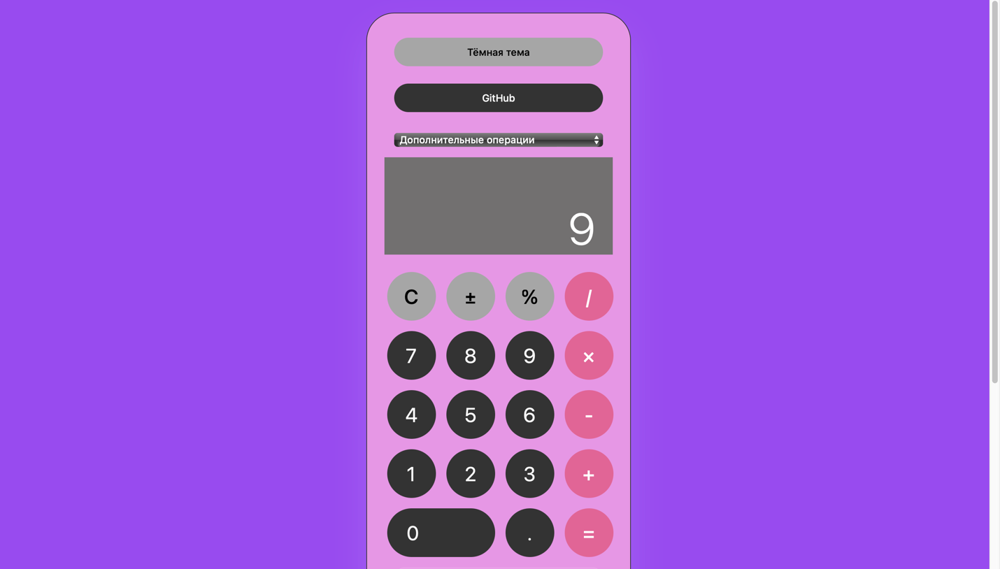 Тёмная тема
GitHub
Дополнительные операции
9
C ± % /
7 8 9 ×
4 5 6 -
1 2 3 +
0 . =